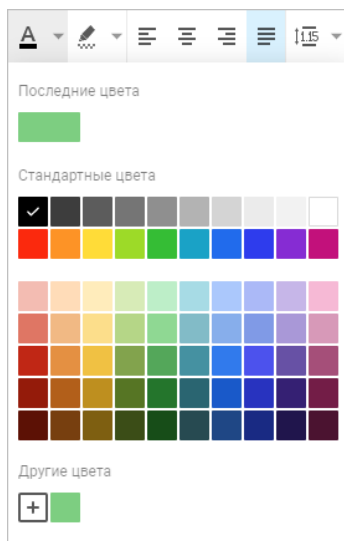 A
1.15
Последние цвета
Стандартные цвета
Другие цвета